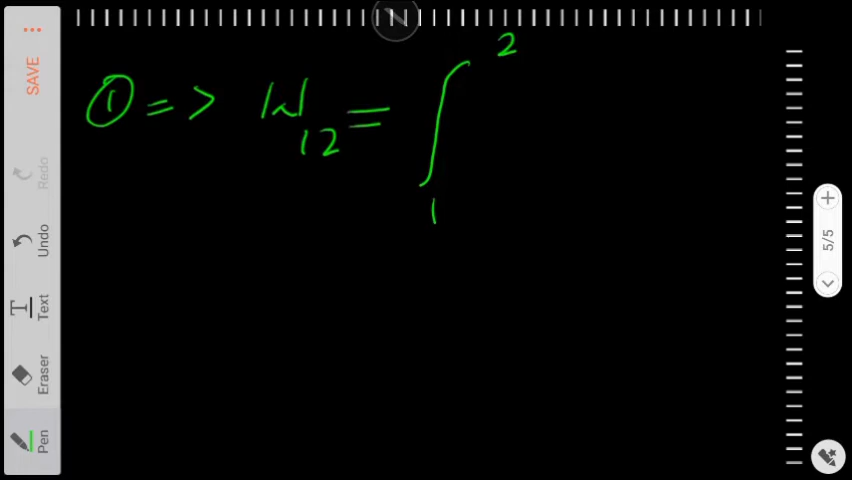 ① => W₁₂ = ∫₁²
SAVE
Redo
Undo
Text
Eraser
Pen
5/5